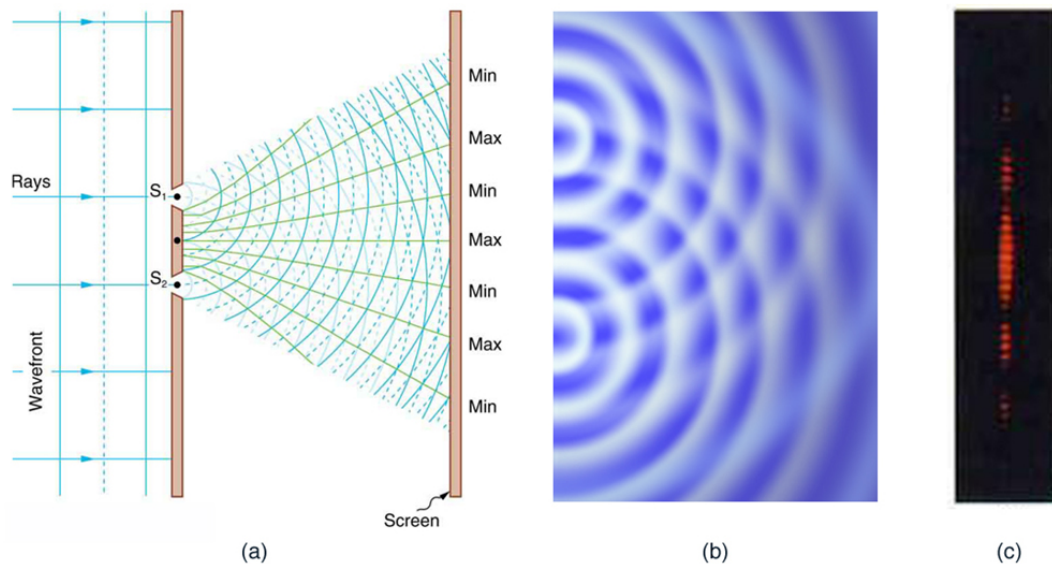 Rays
Wavefront
S1
S2
Min
Max
Min
Max
Min
Max
Min
Screen
(a)
(b)
(c)